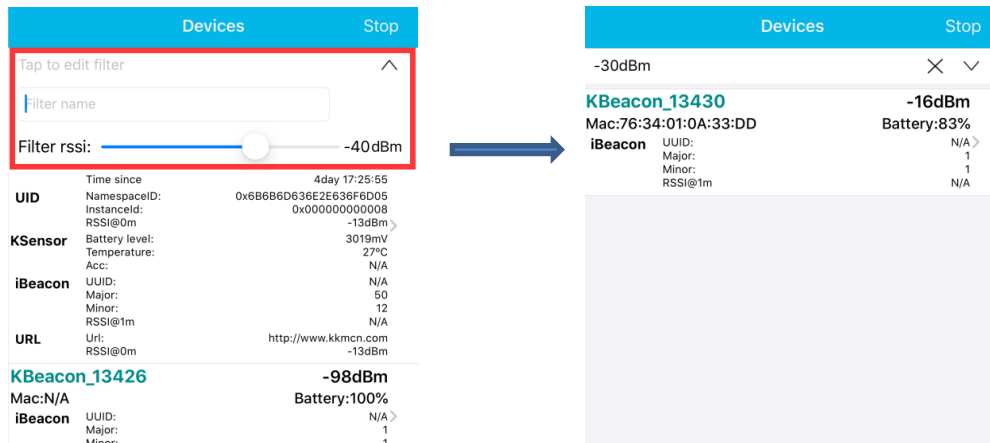 Devices Stop
Tap to edit filter
Filter name
Filter rssi: -40dBm
Time since 4day 17:25:55
UID NamespaceID: 0x6B6B6D636E2E636F6D05
InstanceId: 0x000000000008
RSSI@0m -13dBm
KSensor Battery level: 3019mV
Temperature: 27ºC
Acc: N/A
iBeacon UUID: N/A
Major: 50
Minor: 12
RSSI@1m N/A
URL Url: http://www.kkmcn.com
RSSI@0m -13dBm
KBeacon_13426 -98dBm
Mac:N/A Battery:100%
iBeacon UUID: N/A
Major: 1
Minor: 1
Devices Stop
-30dBm
KBeacon_13430 -16dBm
Mac:76:34:01:0A:33:DD Battery:83%
iBeacon UUID: N/A
Major: 1
Minor: 1
RSSI@1m N/A